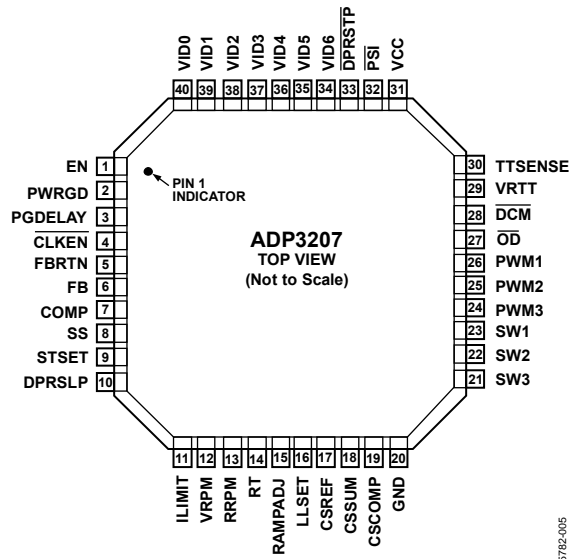 VID0
VID1
VID2
VID3
VID4
VID5
VID6
DPRSTP
PSI
VCC
40
39
38
37
36
35
34
33
32
31
EN 1
PWRGD 2
PGDELAY 3
CLKEN 4
FBRTN 5
FB 6
COMP 7
SS 8
STSET 9
DPRSLP 10
PIN 1
INDICATOR
ADP3207
TOP VIEW
(Not to Scale)
30 TTSENSE
29 VRTT
28 DCM
27 OD
26 PWM1
25 PWM2
24 PWM3
23 SW1
22 SW2
21 SW3
11
12
13
14
15
16
17
18
19
20
ILIMIT
VRPM
RRPM
RT
RAMPADJ
LLSET
CSREF
CSSUM
CSCOMP
GND